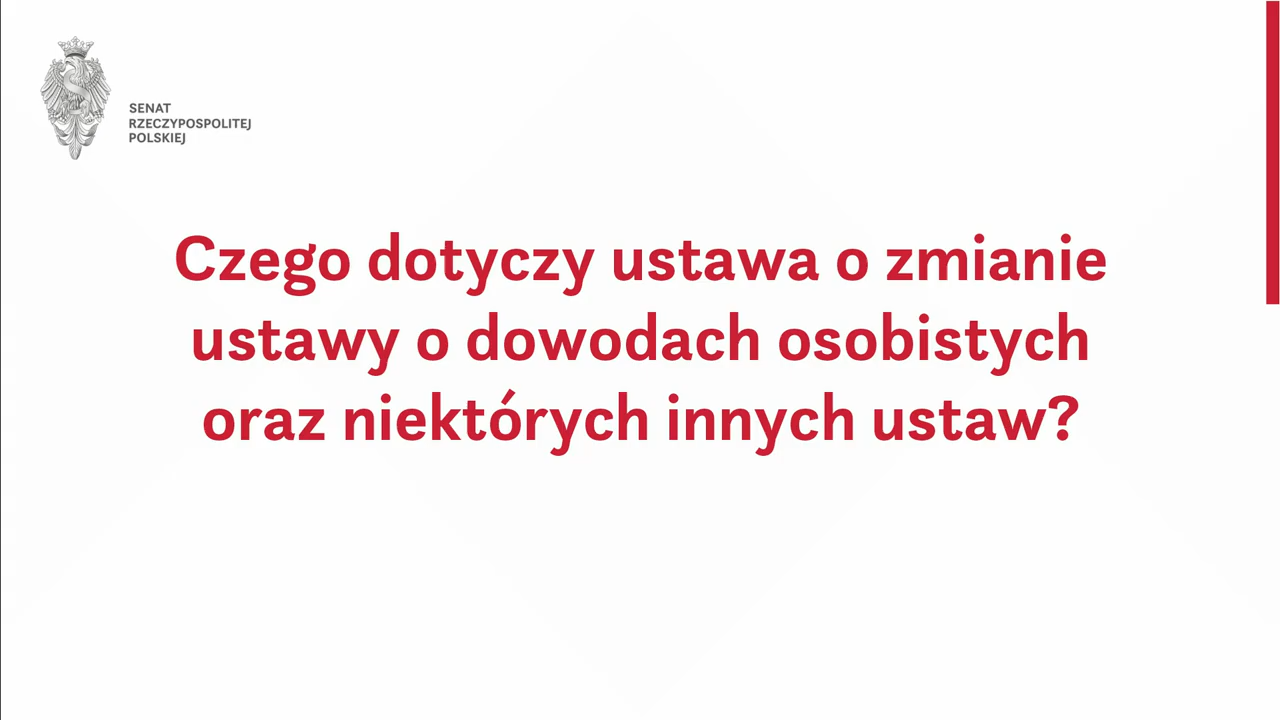 SENAT
RZECZYPOSPOLITEJ
POLSKIEJ
Czego dotyczy ustawa o zmianie
ustawy o dowodach osobistych
oraz niektórych innych ustaw?